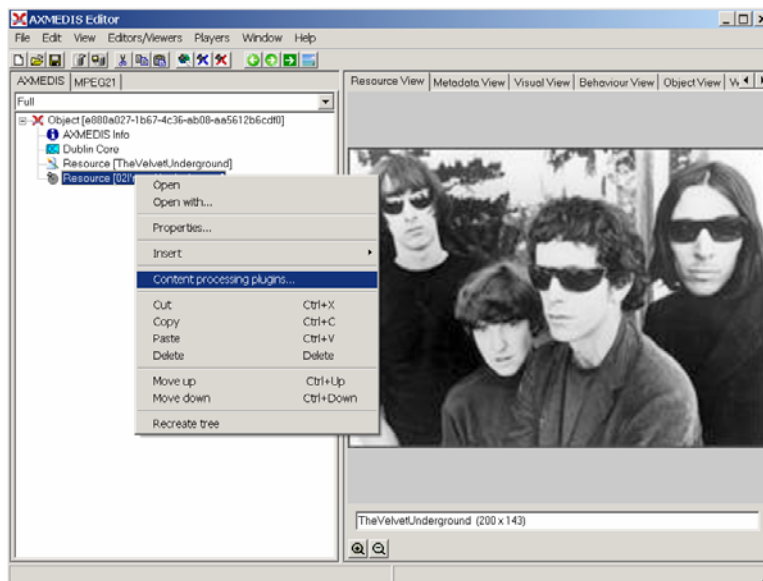 AXMEDIS Editor
File Edit View Editors/Viewers Players Window Help
AXMEDIS MPEG21
Resource View Metadata View Visual View Behaviour View Object View
Full
Object [e880a027-1b67-4c36-ab08-aa5612b6cdf0]
AXMEDIS Info
Dublin Core
Resource [TheVelvetUnderground]
Resource
Open
Open with...
Properties...
Insert
Content processing plugins...
Cut Ctrl+X
Copy Ctrl+C
Paste Ctrl+V
Delete Delete
Move up Ctrl+Up
Move down Ctrl+Down
Recreate tree
TheVelvetUnderground (200 x 143)